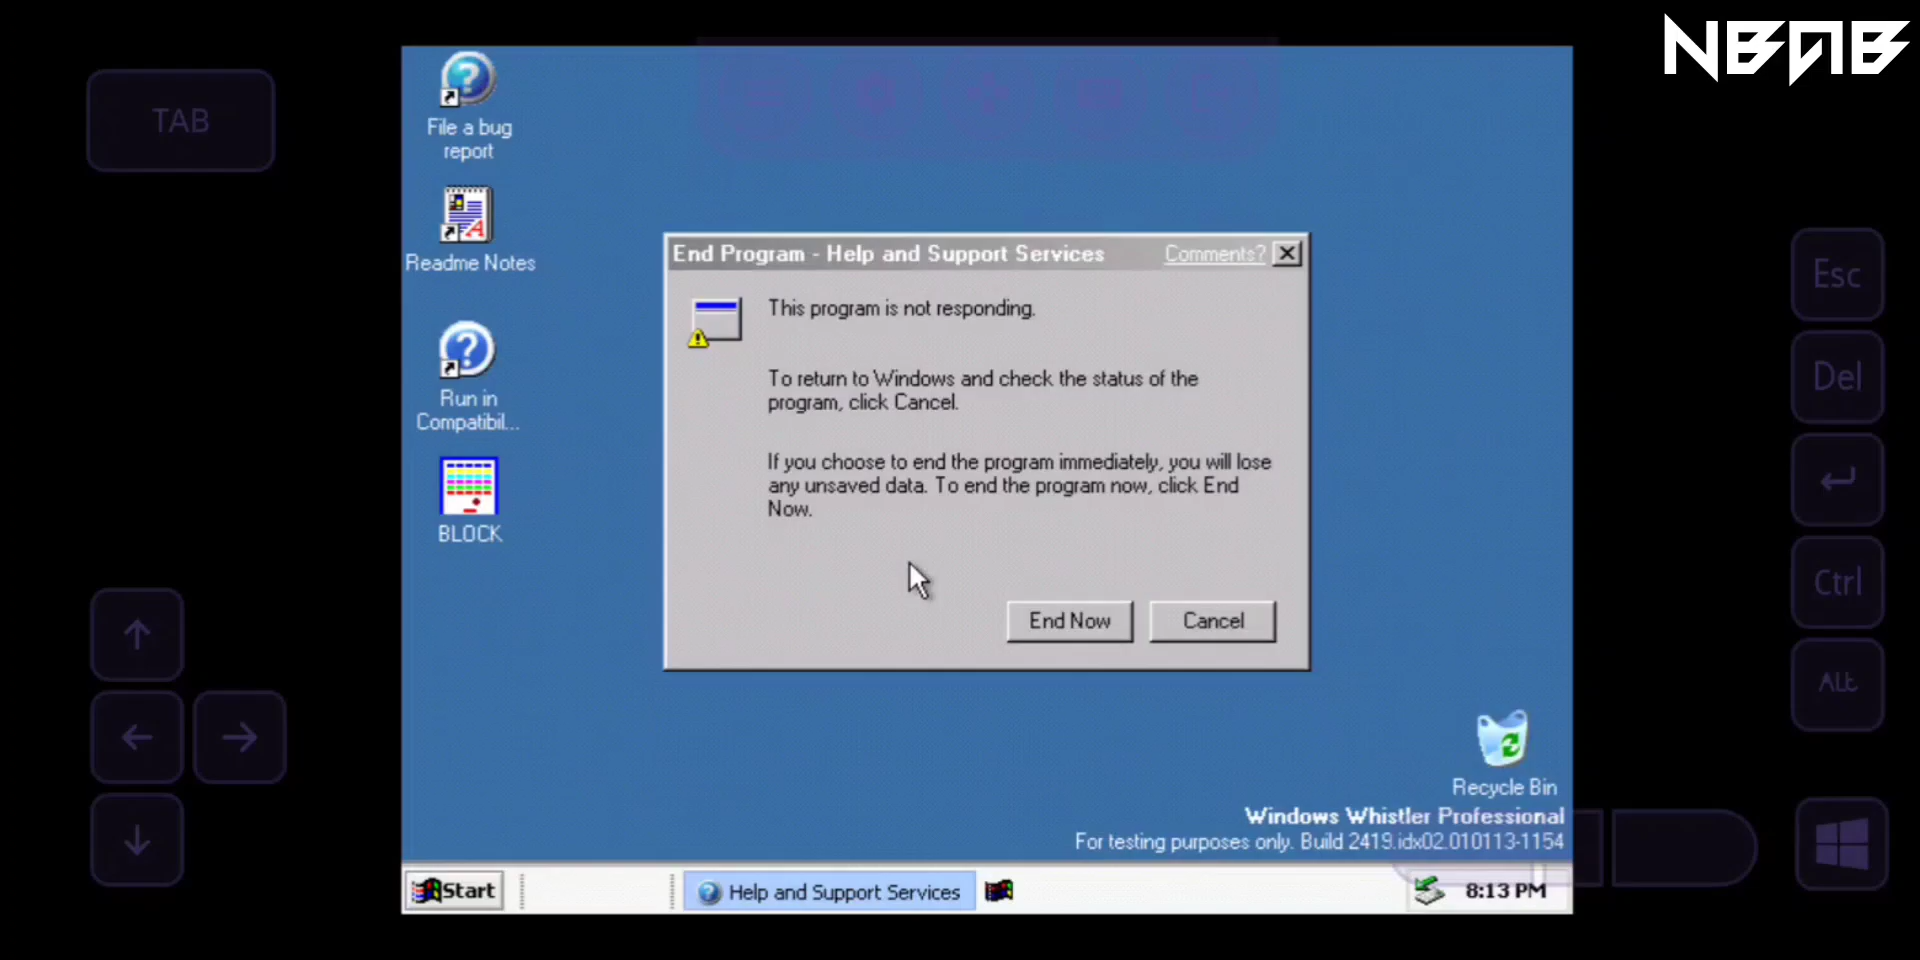 NBAB
TAB
File a bug
report
Readme Notes
Run in
Compatibil...
BLOCK
End Program - Help and Support Services
Comments?
This program is not responding.
To return to Windows and check the status of the
program, click Cancel.
If you choose to end the program immediately, you will lose
any unsaved data. To end the program now, click End
Now.
End Now
Cancel
Esc
Del
Ctrl
Alt
Recycle Bin
Windows Whistler Professional
For testing purposes only. Build 2419.idx02.010113-1154
Start
Help and Support Services
8:13 PM